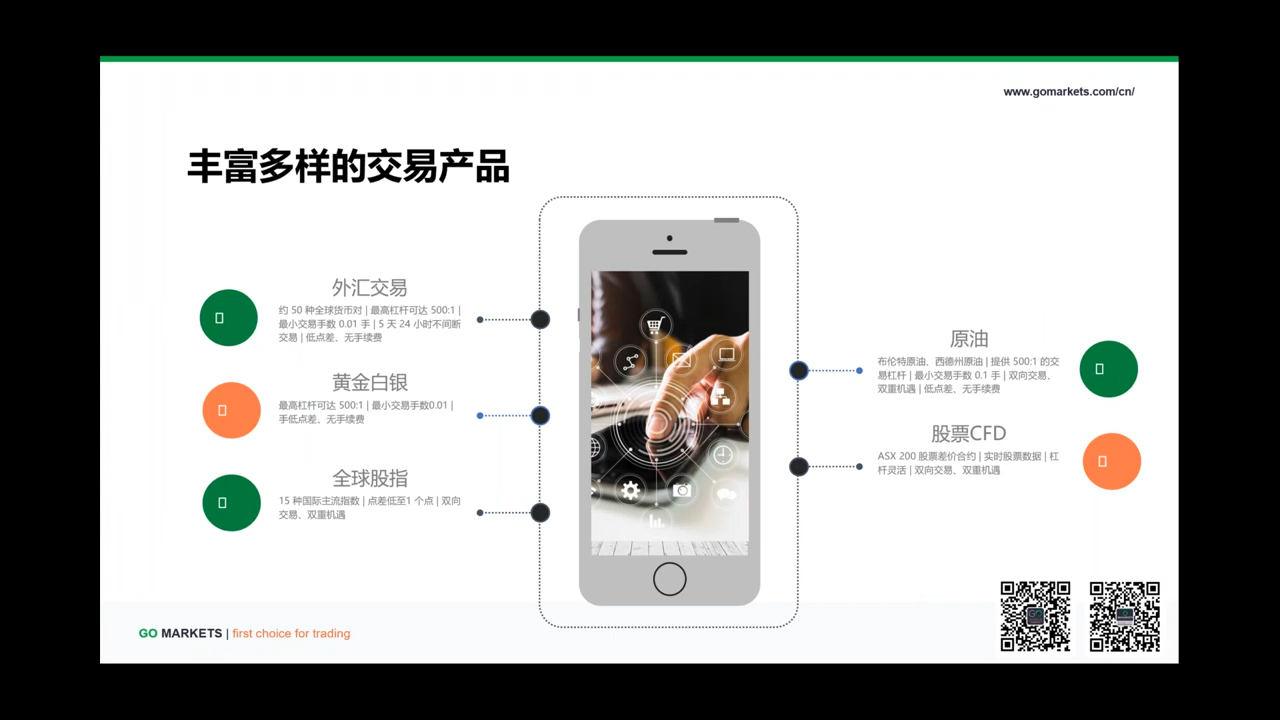 www.gomarkets.com/cn/
丰富多样的交易产品
外汇交易
约 50 种全球货币对 | 最高杠杆可达 500:1 |
最小交易手数 0.01 手 | 5 天 24 小时不间断
交易 | 低点差、无手续费
黄金白银
最高杠杆可达 500:1 | 最小交易手数0.01 |
手低点差、无手续费
全球股指
15 种国际主流指数 | 点差低至1 个点 | 双向
交易、双重机遇
原油
布伦特原油、西德州原油 | 提供 500:1 的交
易杠杆 | 最小交易手数 0.1 手 | 双向交易、
双重机遇 | 低点差、无手续费
股票CFD
ASX 200 股票差价合约 | 实时股票数据 | 杠
杆灵活 | 双向交易、双重机遇
GO MARKETS | first choice for trading